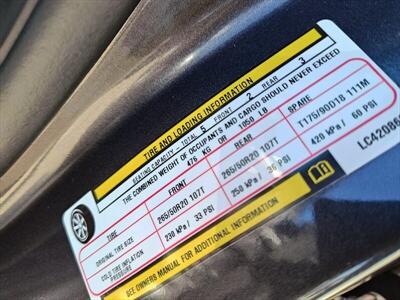 TIRE AND LOADING INFORMATION
SEATING CAPACITY - TOTAL 5 FRONT 2 REAR 3
THE COMBINED WEIGHT OF OCCUPANTS AND CARGO SHOULD NEVER EXCEED
476 KG OR 1050 LB
TIRE FRONT REAR SPARE
ORIGINAL TIRE SIZE 265/50R20 107T 265/50R20 107T T175/90D18 111M
COLD TIRE INFLATION PRESSURE 230 kPa / 33 PSI 250 kPa / 36 PSI 420 kPa / 60 PSI
SEE OWNERS MANUAL FOR ADDITIONAL INFORMATION